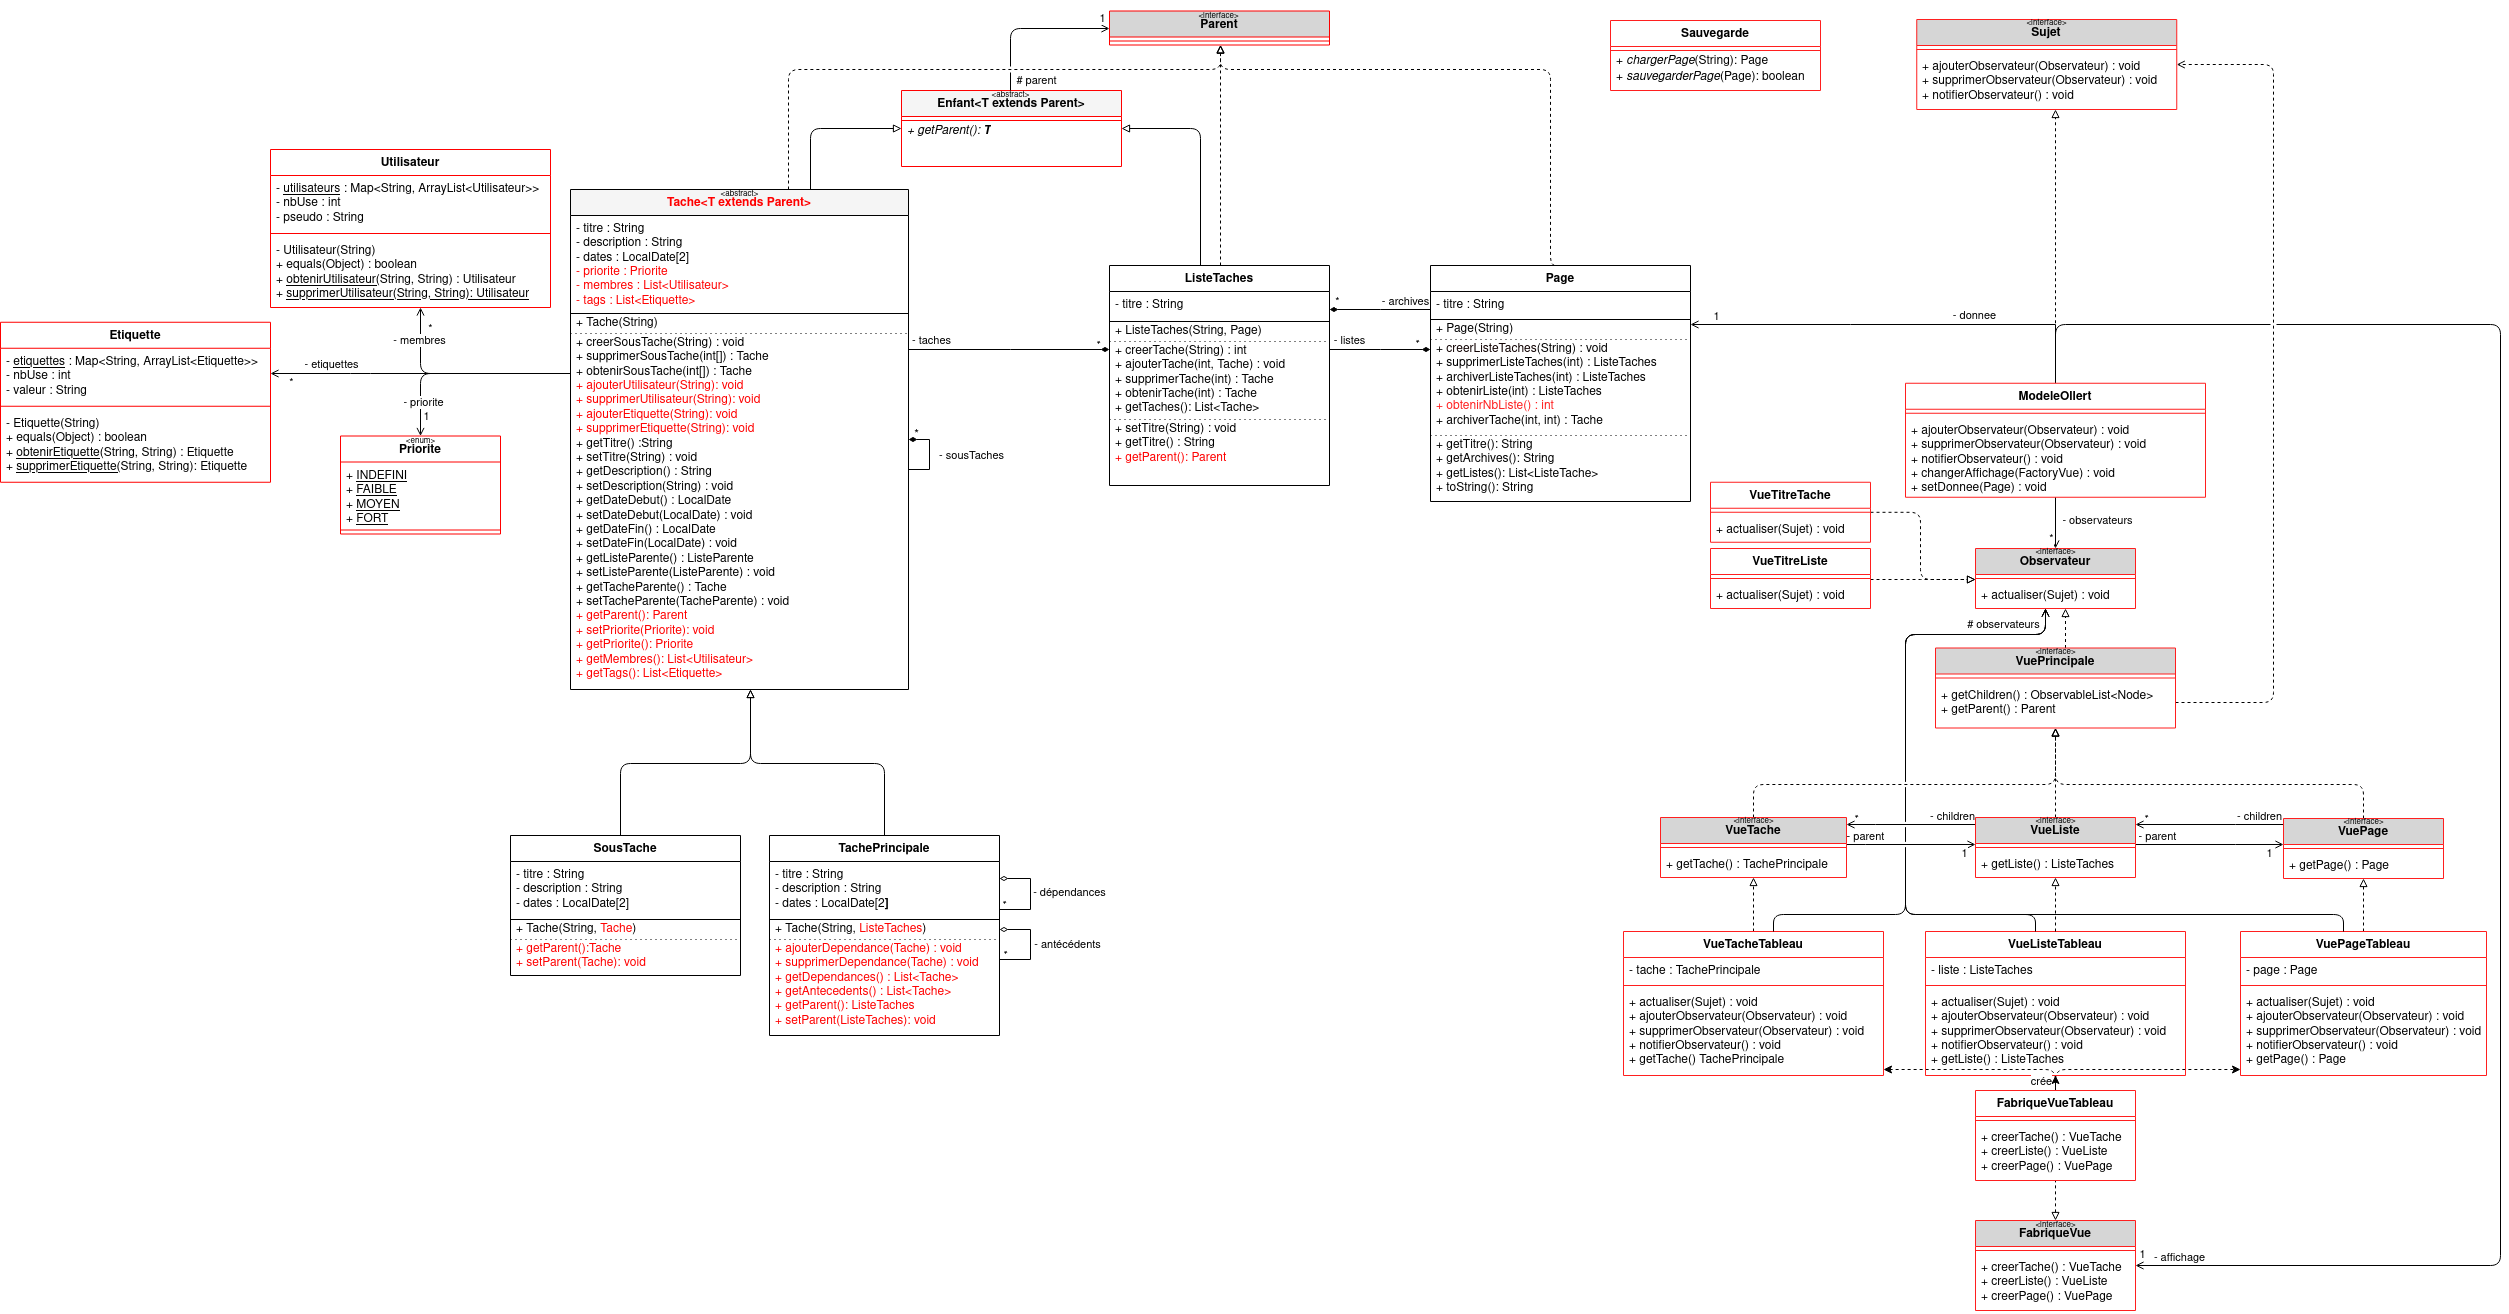 <interface>
Parent
1
# parent
<abstract>
Enfant<T extends Parent>
+ getParent(): T
Sauvegarde
+ chargerPage(String): Page
+ sauvegarderPage(Page): boolean
<interface>
Sujet
+ ajouterObservateur(Observateur) : void
+ supprimerObservateur(Observateur) : void
+ notifierObservateur() : void
Utilisateur
- utilisateurs : Map<String, ArrayList<Utilisateur>>
- nbUse : int
- pseudo : String
- Utilisateur(String)
+ equals(Object) : boolean
+ obtenirUtilisateur(String, String) : Utilisateur
+ supprimerUtilisateur(String, String): Utilisateur
Etiquette
- etiquettes : Map<String, ArrayList<Etiquette>>
- nbUse : int
- valeur : String
- Etiquette(String)
+ equals(Object) : boolean
+ obtenirEtiquette(String, String) : Etiquette
+ supprimerEtiquette(String, String): Etiquette
*
- membres
- etiquettes
*
- priorite
1
<enum>
Priorite
+ INDEFINI
+ FAIBLE
+ MOYEN
+ FORT
<abstract>
Tache<T extends Parent>
- titre : String
- description : String
- dates : LocalDate[2]
- priorite : Priorite
- membres : List<Utilisateur>
- tags : List<Etiquette>
+ Tache(String)
+ creerSousTache(String) : void
+ supprimerSousTache(int[]) : Tache
+ obtenirSousTache(int[]) : Tache
+ ajouterUtilisateur(String): void
+ supprimerUtilisateur(String): void
+ ajouterEtiquette(String): void
+ supprimerEtiquette(String): void
+ getTitre() :String
+ setTitre(String) : void
+ getDescription() : String
+ setDescription(String) : void
+ getDateDebut() : LocalDate
+ setDateDebut(LocalDate) : void
+ getDateFin() : LocalDate
+ setDateFin(LocalDate) : void
+ getListeParente() : ListeParente
+ setListeParente(ListeParente) : void
+ getTacheParente() : Tache
+ setTacheParente(TacheParente) : void
+ getParent(): Parent
+ setPriorite(Priorite): void
+ getPriorite(): Priorite
+ getMembres(): List<Utilisateur>
+ getTags(): List<Etiquette>
- taches
*
*
- sousTaches
ListeTaches
- titre : String
+ ListeTaches(String, Page)
+ creerTache(String) : int
+ ajouterTache(int, Tache) : void
+ supprimerTache(int) : Tache
+ obtenirTache(int) : Tache
+ getTaches(): List<Tache>
+ setTitre(String) : void
+ getTitre() : String
+ getParent(): Parent
*
- archives
- listes
*
Page
- titre : String
+ Page(String)
+ creerListeTaches(String) : void
+ supprimerListeTaches(int) : ListeTaches
+ archiverListeTaches(int) : ListeTaches
+ obtenirListe(int) : ListeTaches
+ obtenirNbListe() : int
+ archiverTache(int, int) : Tache
+ getTitre(): String
+ getArchives(): String
+ getListes(): List<ListeTache>
+ toString(): String
1
- donnee
ModeleOllert
+ ajouterObservateur(Observateur) : void
+ supprimerObservateur(Observateur) : void
+ notifierObservateur() : void
+ changerAffichage(FactoryVue) : void
+ setDonnee(Page) : void
VueTitreTache
+ actualiser(Sujet) : void
VueTitreListe
+ actualiser(Sujet) : void
- observateurs
*
<interface>
Observateur
+ actualiser(Sujet) : void
# observateurs
<interface>
VuePrincipale
+ getChildren() : ObservableList<Node>
+ getParent() : Parent
SousTache
- titre : String
- description : String
- dates : LocalDate[2]
+ Tache(String, Tache)
+ getParent():Tache
+ setParent(Tache): void
TachePrincipale
- titre : String
- description : String
- dates : LocalDate[2]
+ Tache(String, ListeTaches)
+ ajouterDependance(Tache) : void
+ supprimerDependance(Tache) : void
+ getDependances() : List<Tache>
+ getAntecedents() : List<Tache>
+ getParent(): ListeTaches
+ setParent(ListeTaches): void
- dépendances
*
- antécédents
*
<interface>
VueTache
+ getTache() : TachePrincipale
*
- children
- parent
1
<interface>
VueListe
+ getListe() : ListeTaches
*
- children
- parent
1
<interface>
VuePage
+ getPage() : Page
VueTacheTableau
- tache : TachePrincipale
+ actualiser(Sujet) : void
+ ajouterObservateur(Observateur) : void
+ supprimerObservateur(Observateur) : void
+ notifierObservateur() : void
+ getTache() TachePrincipale
VueListeTableau
- liste : ListeTaches
+ actualiser(Sujet) : void
+ ajouterObservateur(Observateur) : void
+ supprimerObservateur(Observateur) : void
+ notifierObservateur() : void
+ getListe() : ListeTaches
VuePageTableau
- page : Page
+ actualiser(Sujet) : void
+ ajouterObservateur(Observateur) : void
+ supprimerObservateur(Observateur) : void
+ notifierObservateur() : void
+ getPage() : Page
crée
FabriqueVueTableau
+ creerTache() : VueTache
+ creerListe() : VueListe
+ creerPage() : VuePage
<interface>
FabriqueVue
+ creerTache() : VueTache
+ creerListe() : VueListe
+ creerPage() : VuePage
1
- affichage